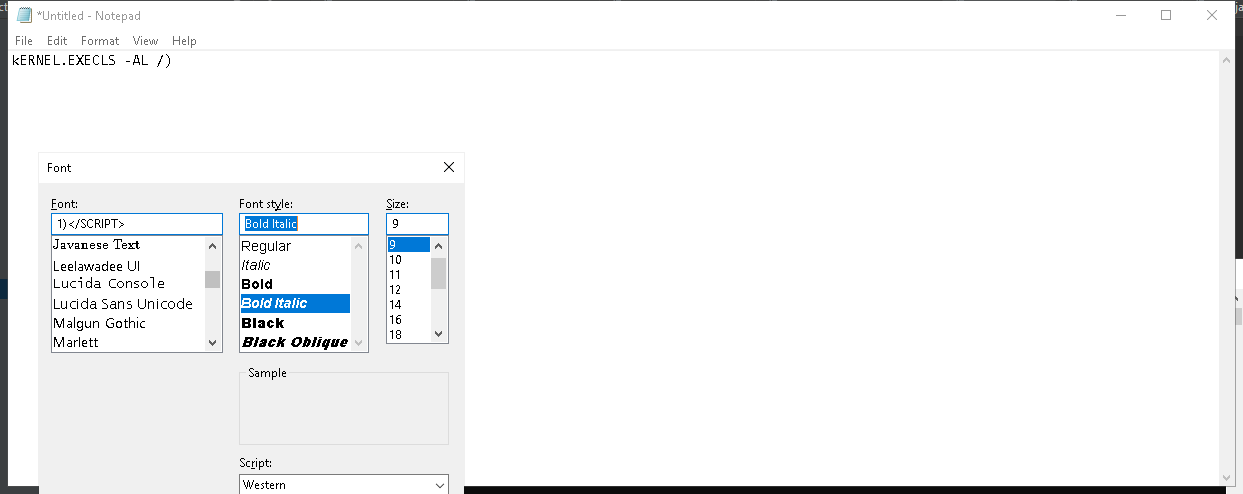 *Untitled - Notepad
File Edit Format View Help
kERNEL.EXECLS -AL /)
Font
Font: Font style: Size:
1)</SCRIPT> Bold Italic 9
Javanese Text Regular 9
Leelawadee UI Italic 10
Lucida Console Bold 11
Lucida Sans Unicode Bold Italic 12
Malgun Gothic Black 14
Marlett Black Oblique 16
18
Sample
Script:
Western